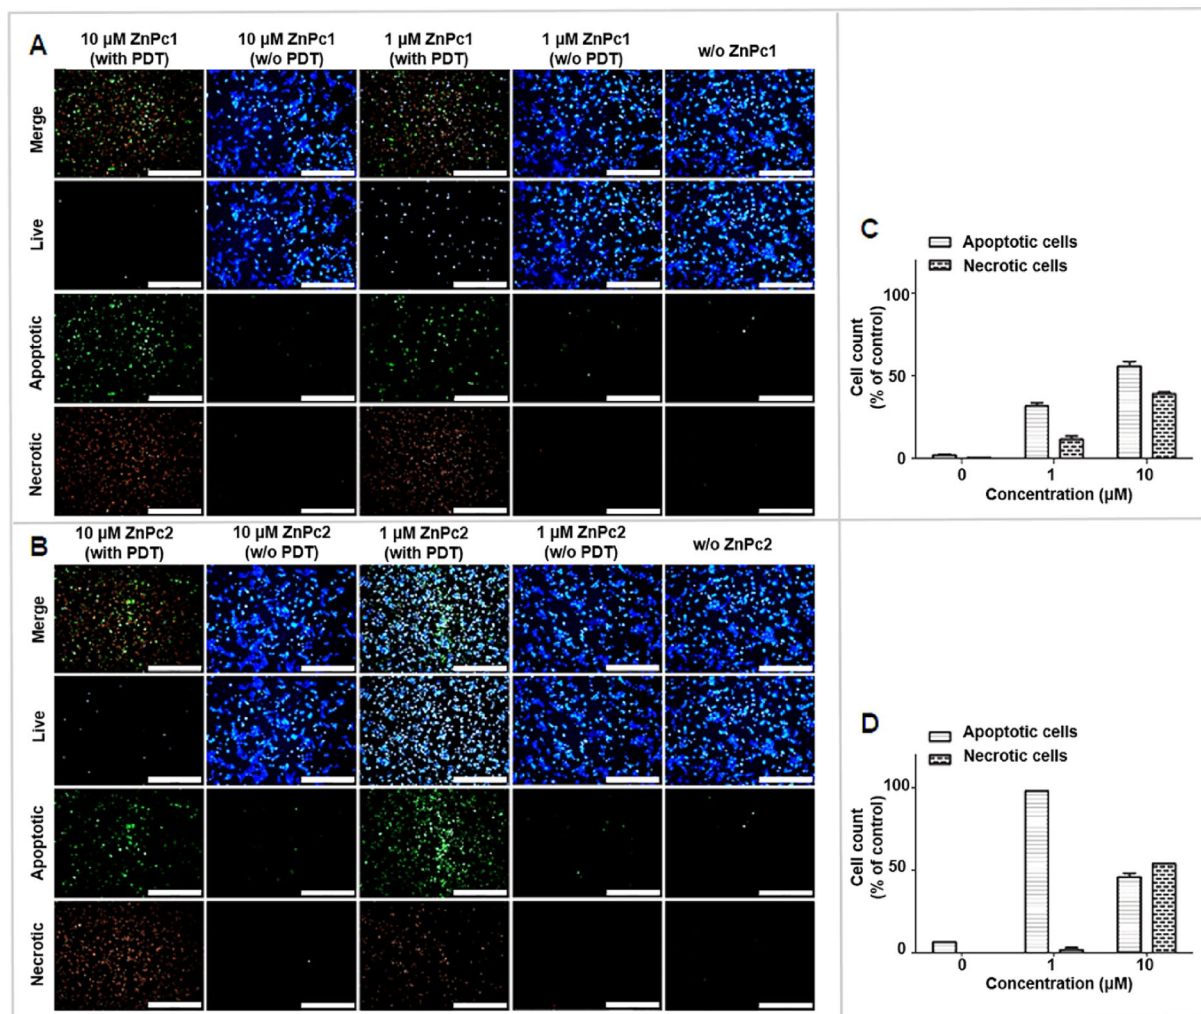 A
10 µM ZnPc1
(with PDT)
10 µM ZnPc1
(w/o PDT)
1 µM ZnPc1
(with PDT)
1 µM ZnPc1
(w/o PDT)
w/o ZnPc1
Merge
Live
Apoptotic
Necrotic
B
10 µM ZnPc2
(with PDT)
10 µM ZnPc2
(w/o PDT)
1 µM ZnPc2
(with PDT)
1 µM ZnPc2
(w/o PDT)
w/o ZnPc2
Merge
Live
Apoptotic
Necrotic
C
Apoptotic cells
Necrotic cells
Cell count
(% of control)
100
50
0
0
1
10
Concentration (µM)
D
Apoptotic cells
Necrotic cells
Cell count
(% of control)
100
50
0
0
1
10
Concentration (µM)